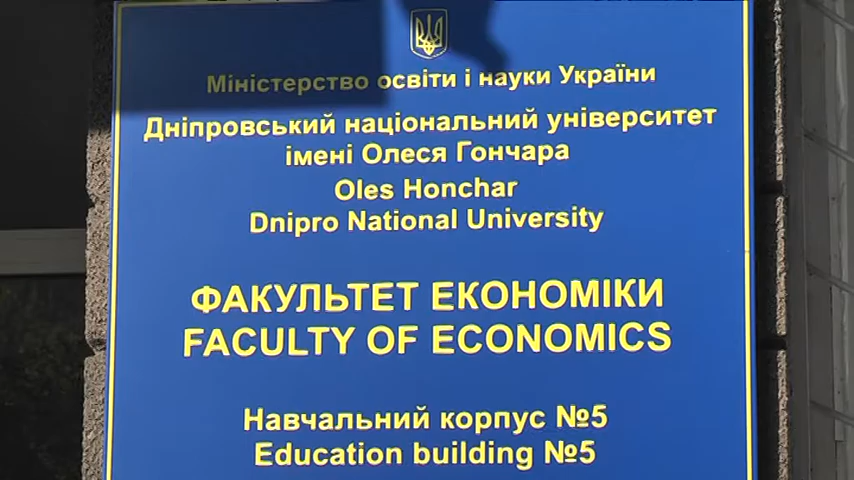 Міністерство освіти і науки України
Дніпровський національний університет
імені Олеся Гончара
Oles Honchar
Dnipro National University
ФАКУЛЬТЕТ ЕКОНОМІКИ
FACULTY OF ECONOMICS
Навчальний корпус №5
Education building №5